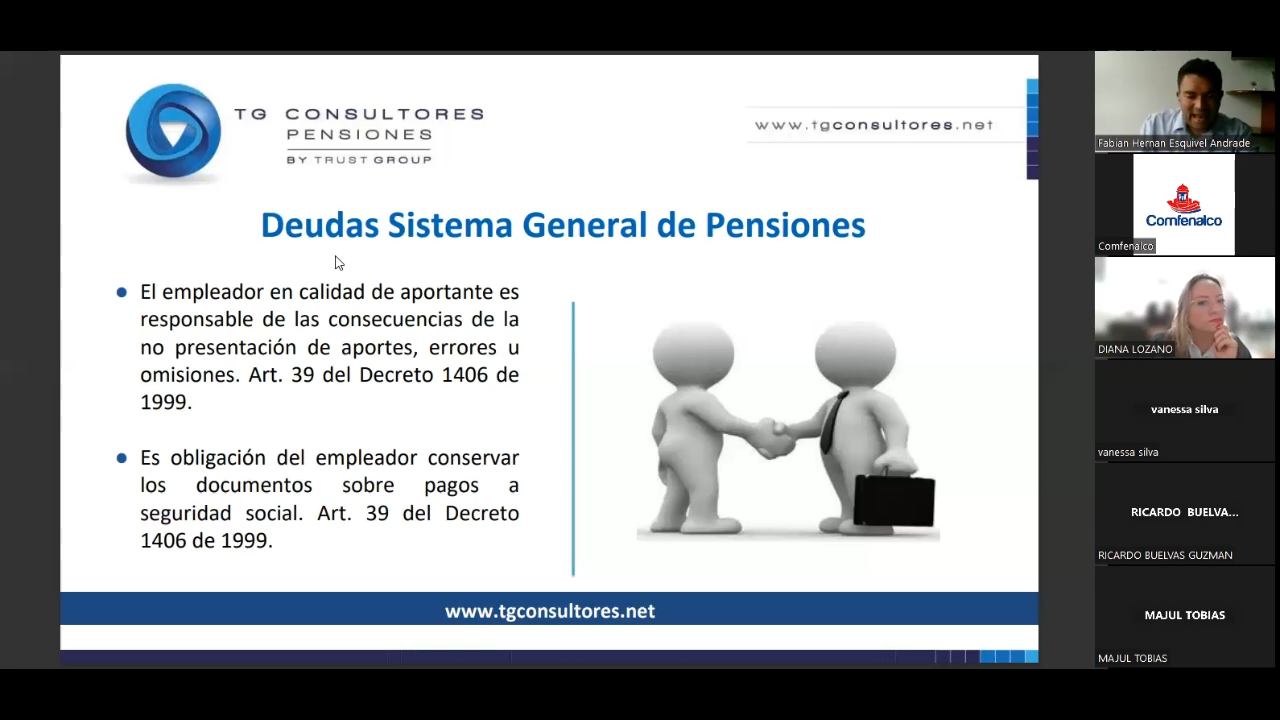 TG CONSULTORES
PENSIONES
BY TRUST GROUP
www.tgconsultores.net
Deudas Sistema General de Pensiones
El empleador en calidad de aportante es
responsable de las consecuencias de la
no presentación de aportes, errores u
omisiones. Art. 39 del Decreto 1406 de
1999.
Es obligación del empleador conservar
los documentos sobre pagos a
seguridad social. Art. 39 del Decreto
1406 de 1999.
www.tgconsultores.net
Fabian Hernan Esquivel Andrade
Comfenalco
Comfenalco
DIANA LOZANO
vanessa silva
vanessa silva
RICARDO BUELVA...
RICARDO BUELVAS GUZMAN
MAJUL TOBIAS
MAJUL TOBIAS